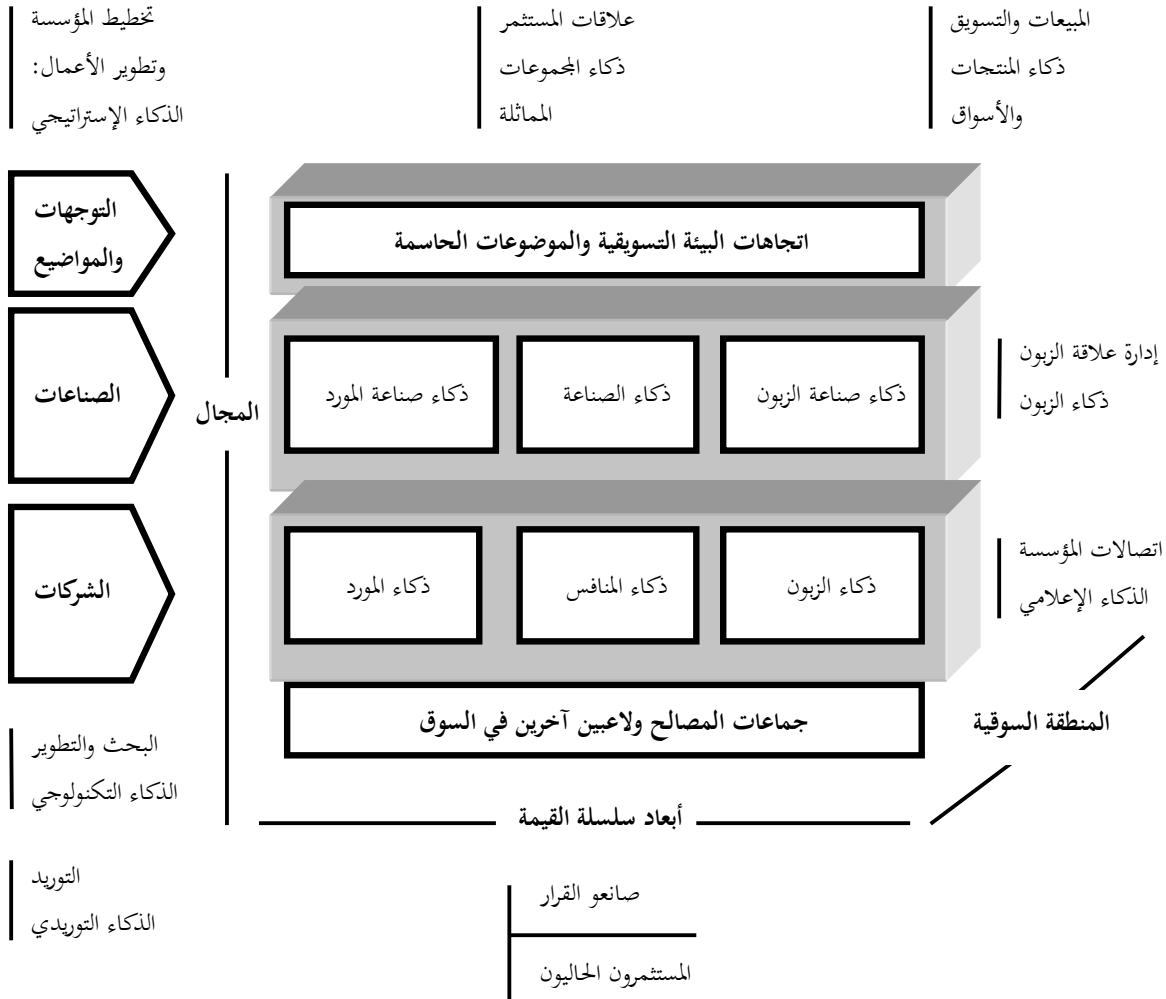 المبيعات والتسويق
ذكاء المنتجات
والأسواق
علاقات المستثمر
ذكاء المجموعات
المماثلة
تخطيط المؤسسة
وتطوير الأعمال:
الذكاء الإستراتيجي
التوجهات
والمواضيع
اتجاهات البيئة التسويقية والموضوعات الحاسمة
الصناعات
المجال
ذكاء صناعة الزبون
ذكاء الصناعة
ذكاء صناعة المورد
إدارة علاقة الزبون
ذكاء الزبون
الشركات
ذكاء الزبون
ذكاء المنافس
ذكاء المورد
اتصالات المؤسسة
الذكاء الإعلامي
جماعات المصالح ولاعبين آخرين في السوق
المنطقة السوقية
البحث والتطوير
الذكاء التكنولوجي
أبعاد سلسلة القيمة
التوريد
الذكاء التوريدي
صانعو القرار
المستثمرون الحاليون